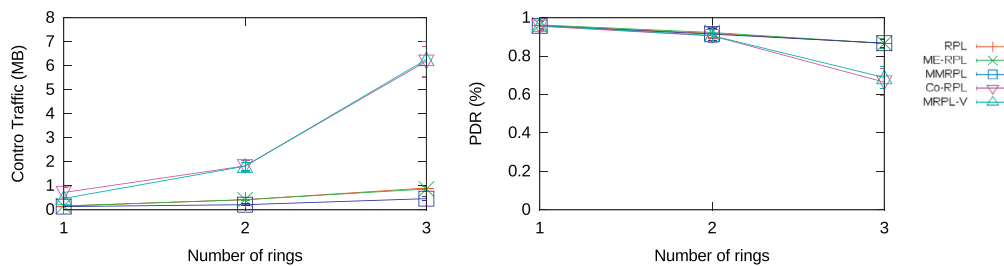 8
7
6
5
4
3
2
1
0
1 2 3
Contro Traffic (MB)
Number of rings
1
0.8
0.6
0.4
0.2
0
1 2 3
PDR (%)
Number of rings
RPL
ME-RPL
MMRPL
Co-RPL
MRPL-V